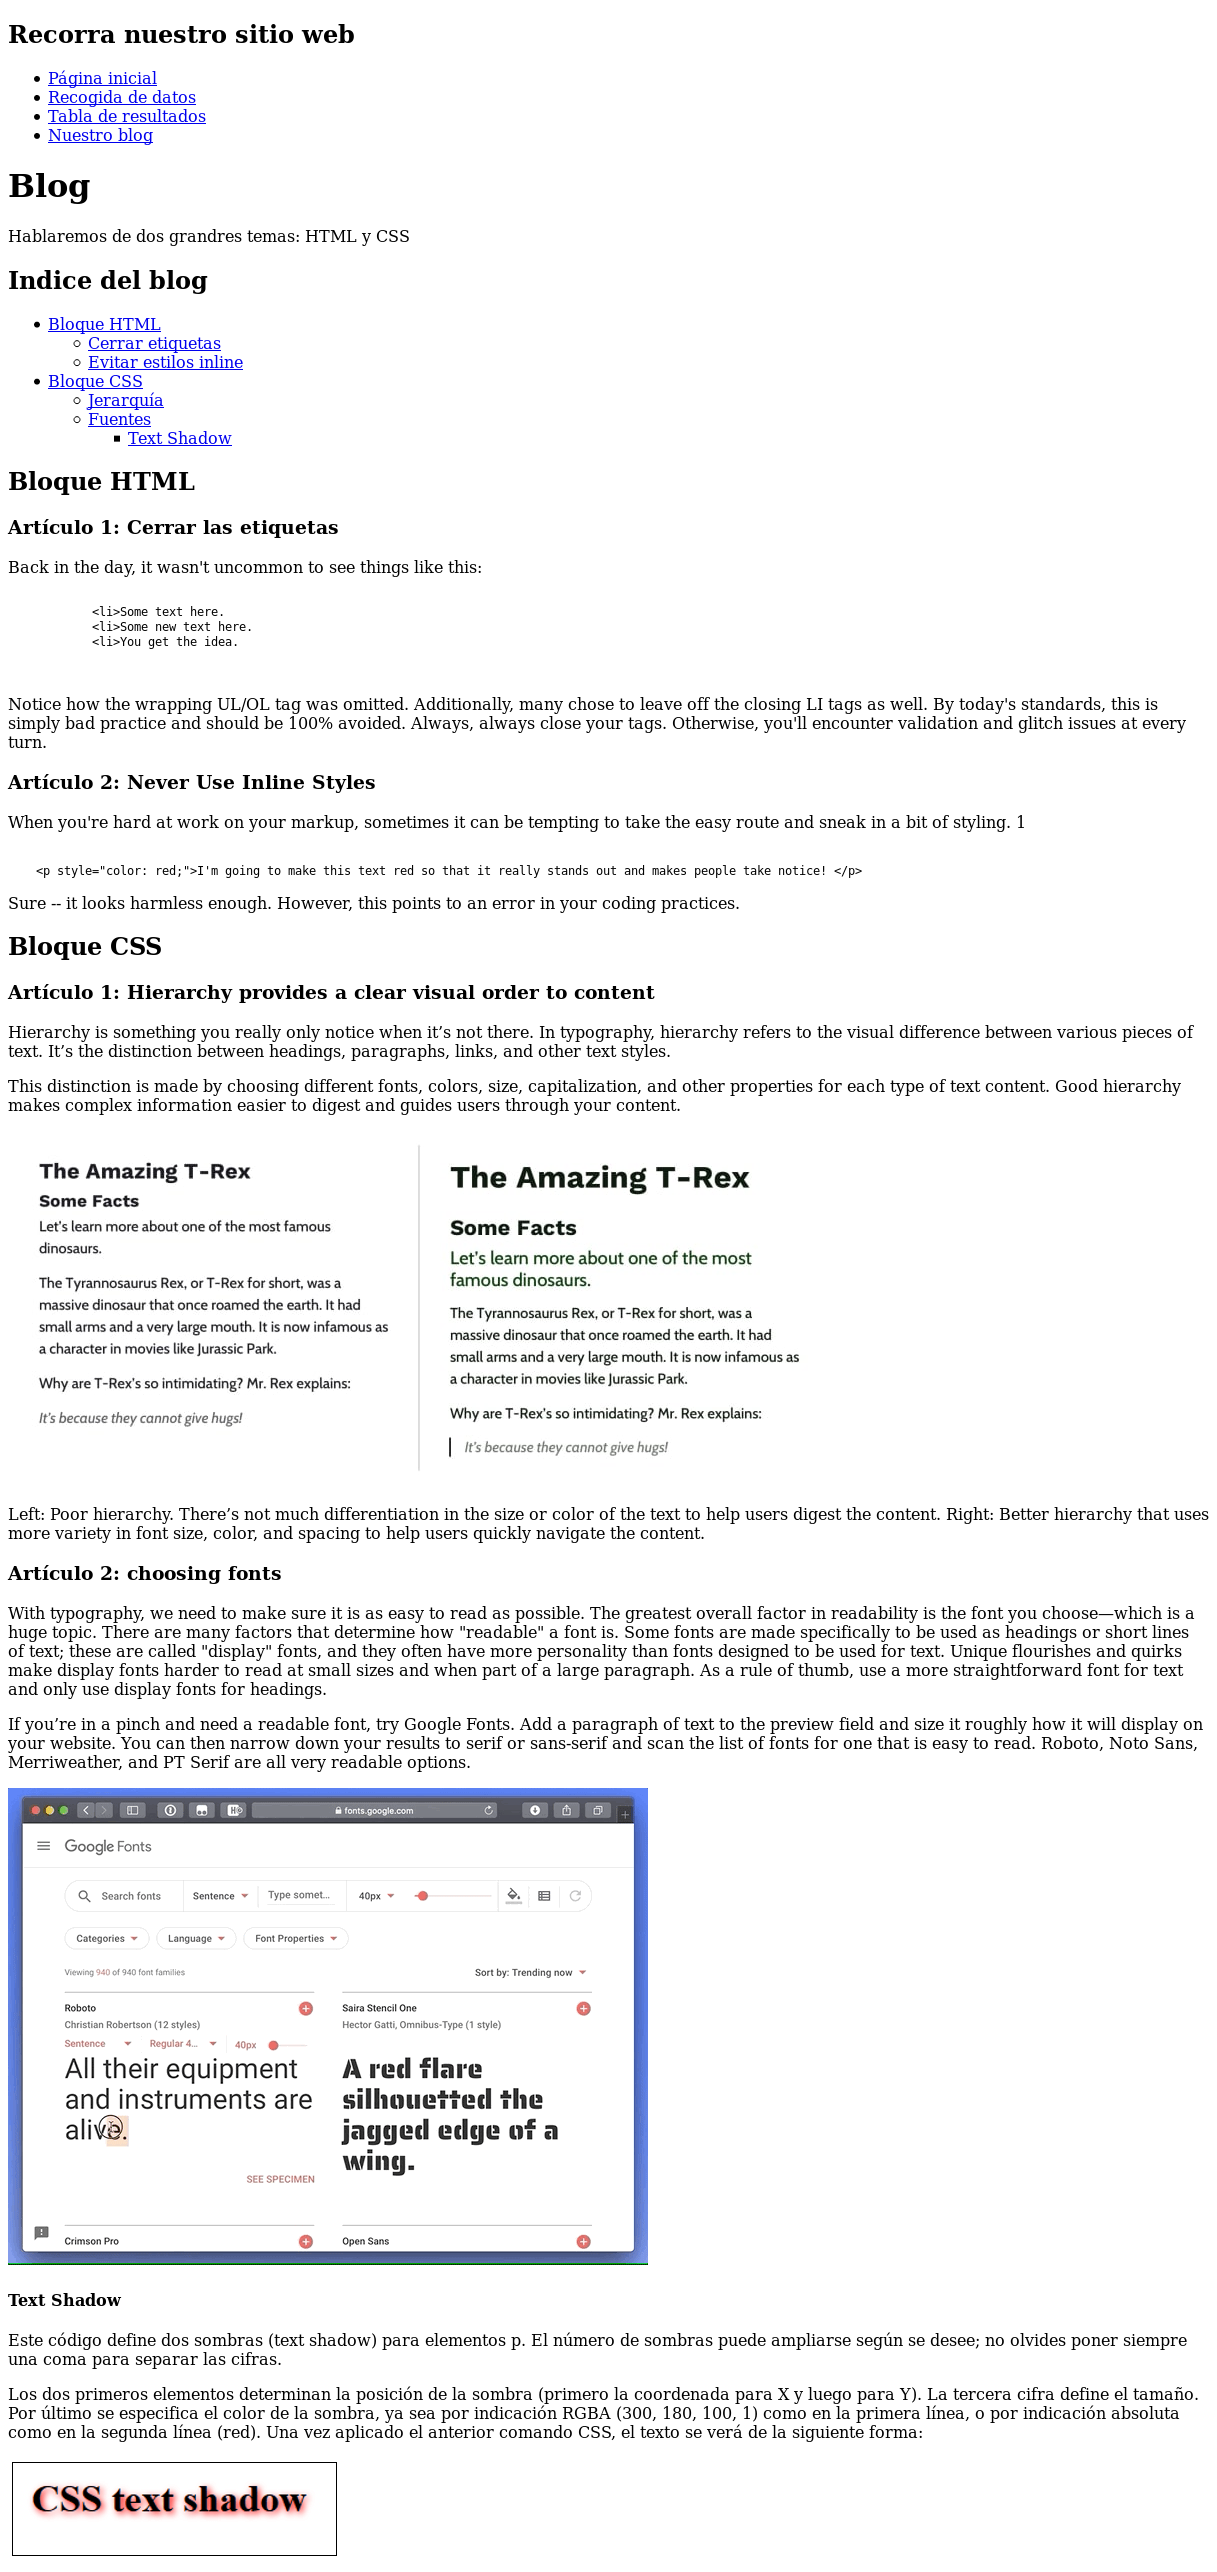 Recorra nuestro sitio web
Página inicial
Recogida de datos
Tabla de resultados
Nuestro blog
Blog
Hablaremos de dos grandres temas: HTML y CSS
Indice del blog
Bloque HTML
Cerrar etiquetas
Evitar estilos inline
Bloque CSS
Jerarquía
Fuentes
Text Shadow
Bloque HTML
Artículo 1: Cerrar las etiquetas
Back in the day, it wasn't uncommon to see things like this:
<li>Some text here.
<li>Some new text here.
<li>You get the idea.
Notice how the wrapping UL/OL tag was omitted. Additionally, many chose to leave off the closing LI tags as well. By today's standards, this is
simply bad practice and should be 100% avoided. Always, always close your tags. Otherwise, you'll encounter validation and glitch issues at every
turn.
Artículo 2: Never Use Inline Styles
When you're hard at work on your markup, sometimes it can be tempting to take the easy route and sneak in a bit of styling. 1
<p style="color: red;">I'm going to make this text red so that it really stands out and makes people take notice! </p>
Sure -- it looks harmless enough. However, this points to an error in your coding practices.
Bloque CSS
Artículo 1: Hierarchy provides a clear visual order to content
Hierarchy is something you really only notice when it’s not there. In typography, hierarchy refers to the visual difference between various pieces of
text. It’s the distinction between headings, paragraphs, links, and other text styles.
This distinction is made by choosing different fonts, colors, size, capitalization, and other properties for each type of text content. Good hierarchy
makes complex information easier to digest and guides users through your content.
The Amazing T-Rex
Some Facts
Let's learn more about one of the most famous
dinosaurs.
The Tyrannosaurus Rex, or T-Rex for short, was a
massive dinosaur that once roamed the earth. It had
small arms and a very large mouth. It is now infamous as
a character in movies like Jurassic Park.
Why are T-Rex's so intimidating? Mr. Rex explains:
It's because they cannot give hugs!
The Amazing T-Rex
Some Facts
Let's learn more about one of the most
famous dinosaurs.
The Tyrannosaurus Rex, or T-Rex for short, was a
massive dinosaur that once roamed the earth. It had
small arms and a very large mouth. It is now infamous as
a character in movies like Jurassic Park.
Why are T-Rex's so intimidating? Mr. Rex explains:
It's because they cannot give hugs!
Left: Poor hierarchy. There’s not much differentiation in the size or color of the text to help users digest the content. Right: Better hierarchy that uses
more variety in font size, color, and spacing to help users quickly navigate the content.
Artículo 2: choosing fonts
With typography, we need to make sure it is as easy to read as possible. The greatest overall factor in readability is the font you choose—which is a
huge topic. There are many factors that determine how "readable" a font is. Some fonts are made specifically to be used as headings or short lines
of text; these are called "display" fonts, and they often have more personality than fonts designed to be used for text. Unique flourishes and quirks
make display fonts harder to read at small sizes and when part of a large paragraph. As a rule of thumb, use a more straightforward font for text
and only use display fonts for headings.
If you’re in a pinch and need a readable font, try Google Fonts. Add a paragraph of text to the preview field and size it roughly how it will display on
your website. You can then narrow down your results to serif or sans-serif and scan the list of fonts for one that is easy to read. Roboto, Noto Sans,
Merriweather, and PT Serif are all very readable options.
fonts.google.com
Google Fonts
Search fonts Sentence Type somet... 40px
Categories Language Font Properties
Viewing 940 of 940 font families Sort by: Trending now
Roboto
Christian Robertson (12 styles)
Sentence Regular 4... 40px
All their equipment
and instruments are
alive.
SEE SPECIMEN
Saira Stencil One
Hector Gatti, Omnibus-Type (1 style)
A red flare
silhouetted the
jagged edge of a
wing.
Crimson Pro Open Sans
Text Shadow
Este código define dos sombras (text shadow) para elementos p. El número de sombras puede ampliarse según se desee; no olvides poner siempre
una coma para separar las cifras.
Los dos primeros elementos determinan la posición de la sombra (primero la coordenada para X y luego para Y). La tercera cifra define el tamaño.
Por último se especifica el color de la sombra, ya sea por indicación RGBA (300, 180, 100, 1) como en la primera línea, o por indicación absoluta
como en la segunda línea (red). Una vez aplicado el anterior comando CSS, el texto se verá de la siguiente forma:
CSS text shadow